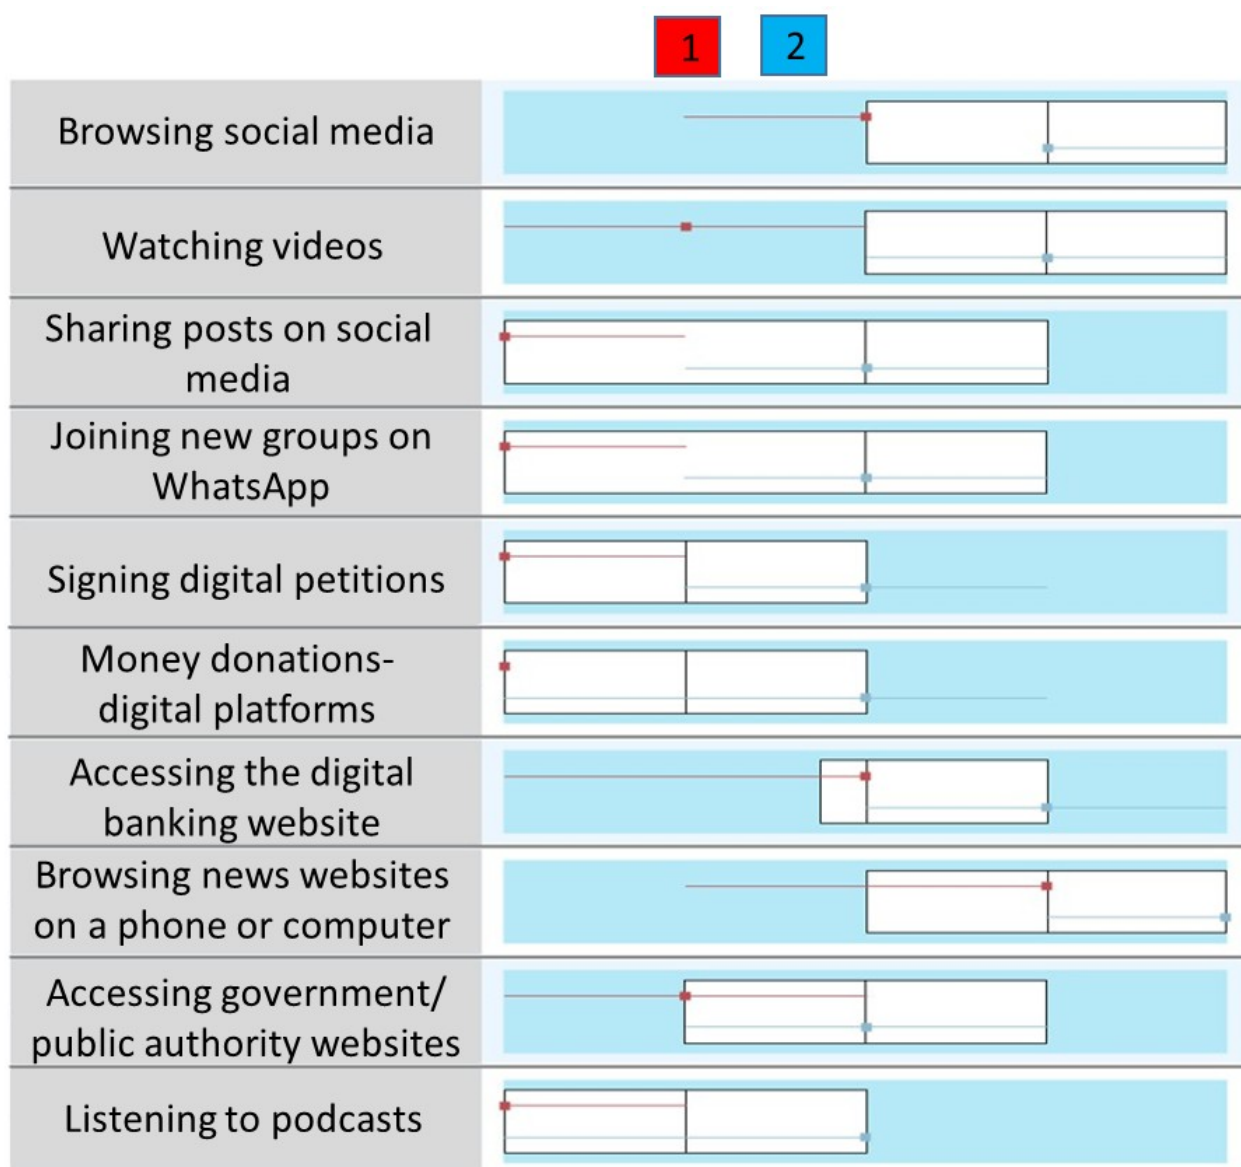 1 2
Browsing social media
Watching videos
Sharing posts on social
media
Joining new groups on
WhatsApp
Signing digital petitions
Money donations-
digital platforms
Accessing the digital
banking website
Browsing news websites
on a phone or computer
Accessing government/
public authority websites
Listening to podcasts